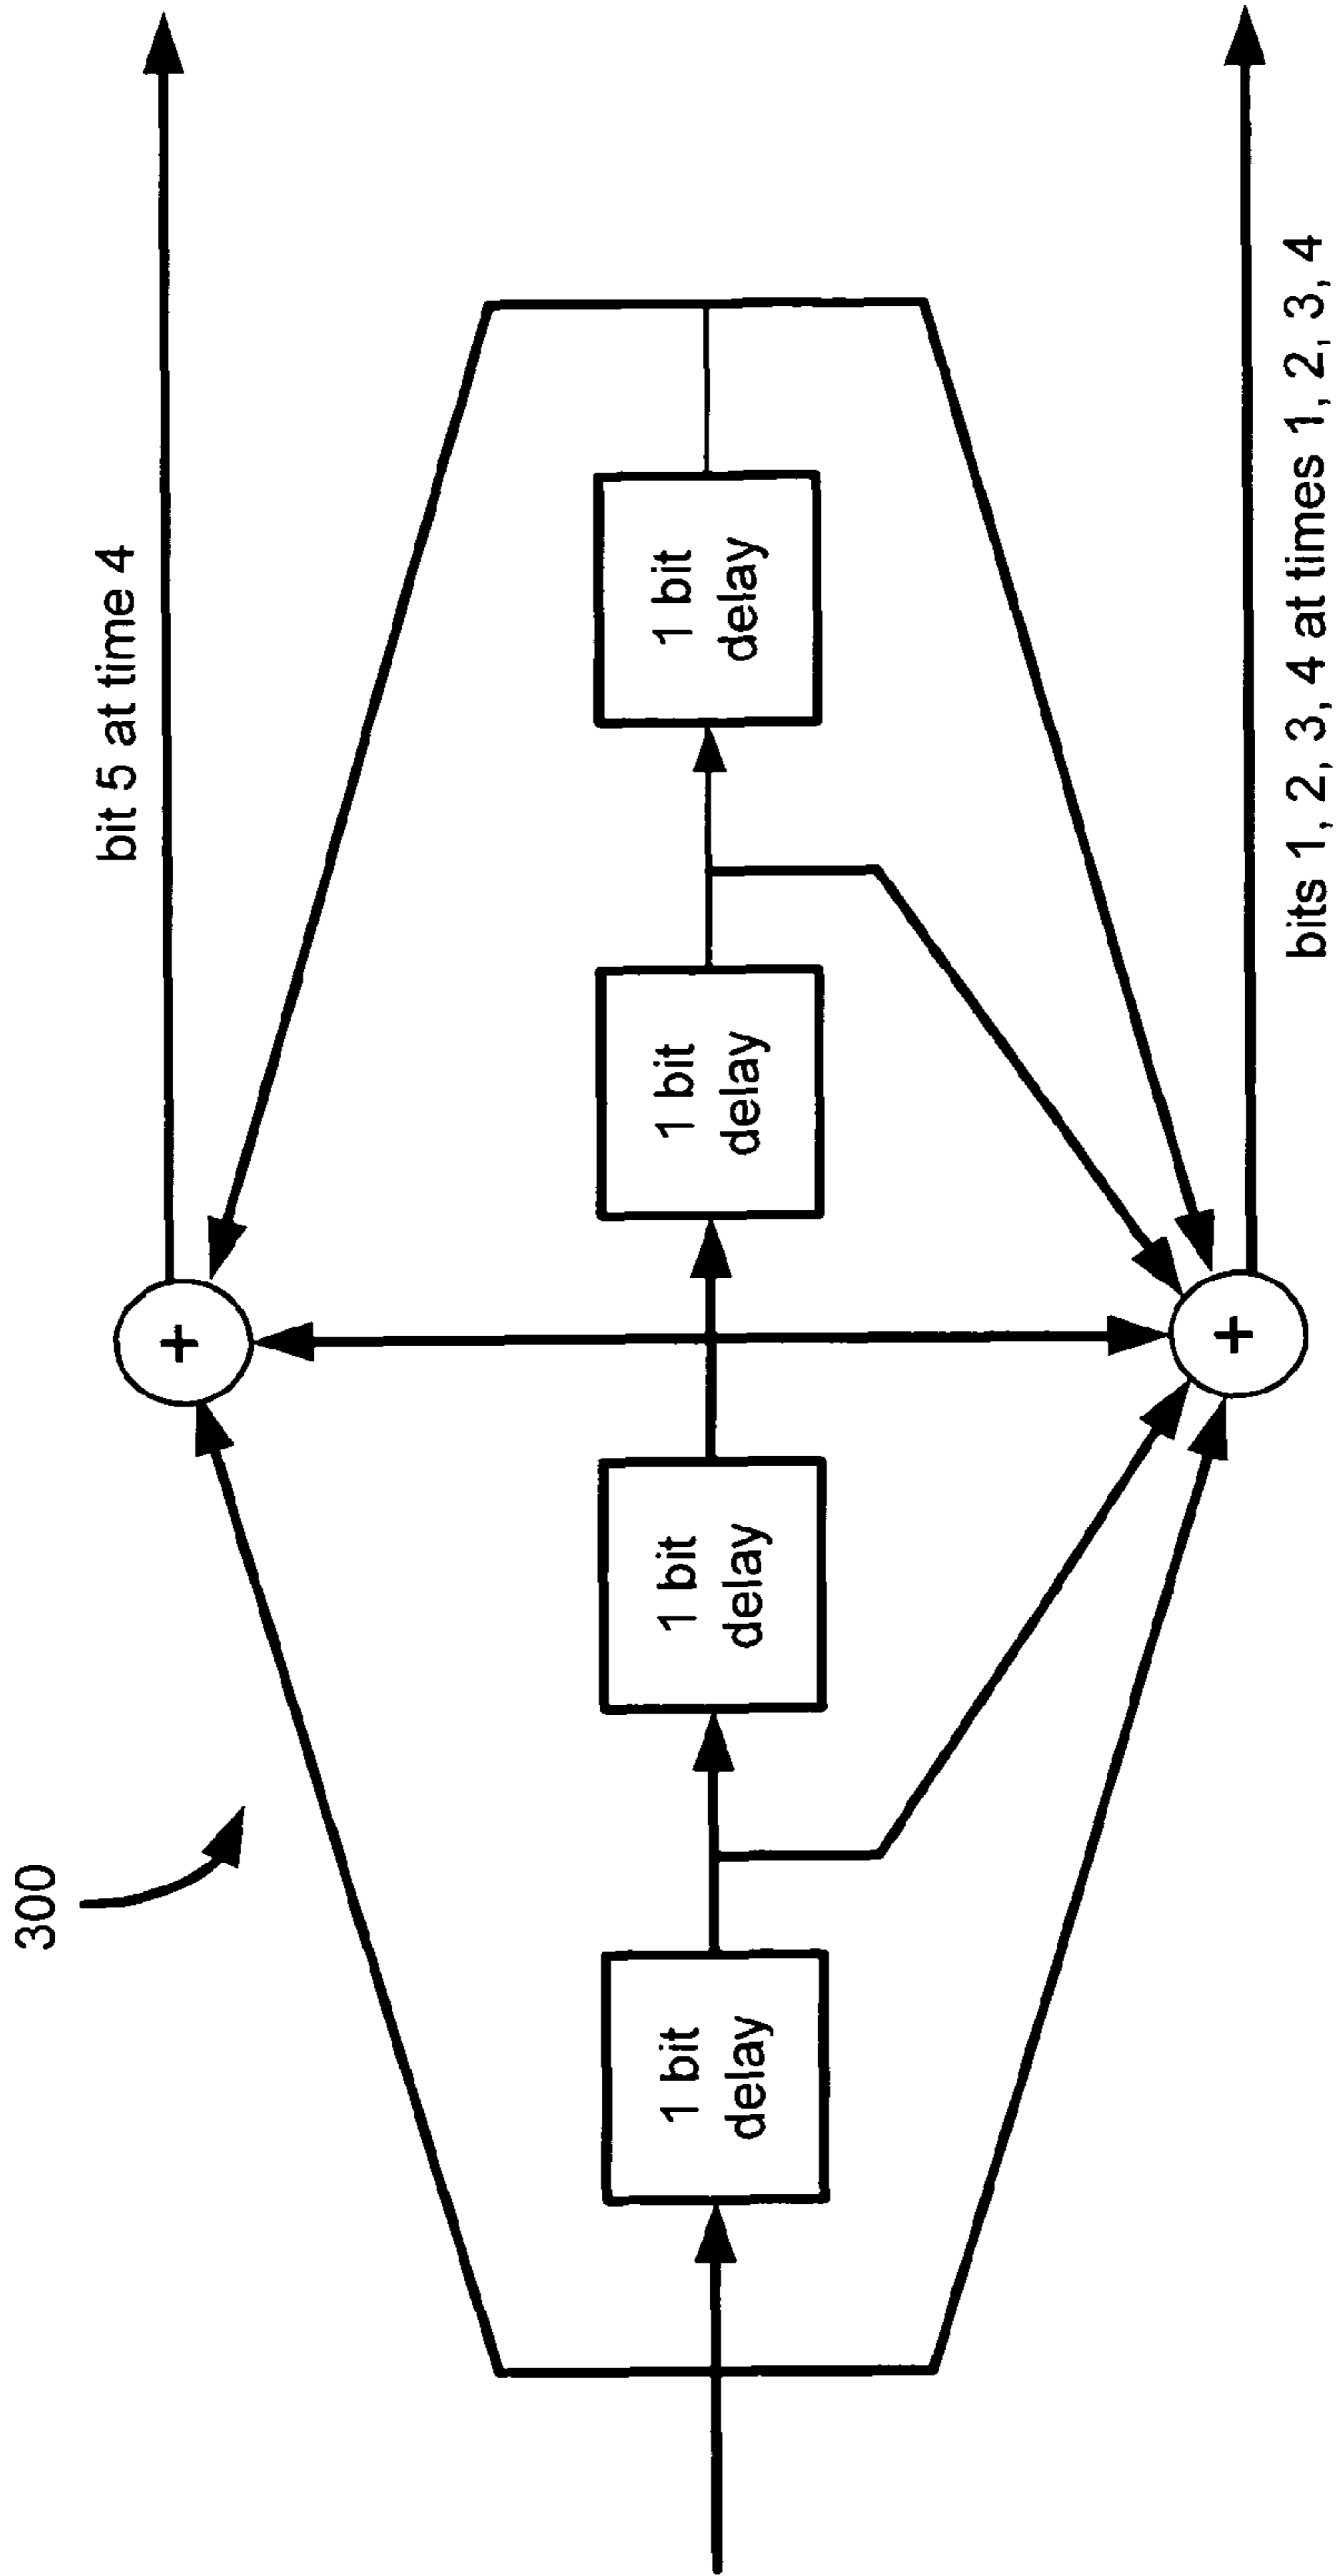 300
bit 5 at time 4
1 bit
delay
1 bit
delay
1 bit
delay
1 bit
delay
+
+
bits 1, 2, 3, 4 at times 1, 2, 3, 4